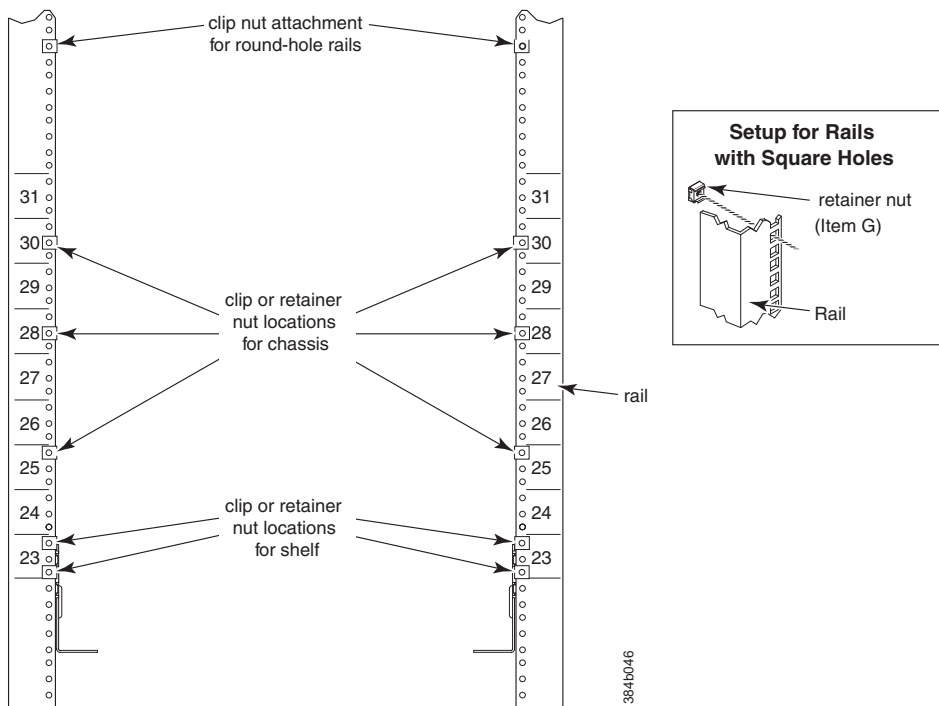 clip nut attachment
for round-hole rails
Setup for Rails
with Square Holes
retainer nut
(Item G)
Rail
31
31
30
30
29
29
clip or retainer
nut locations
for chassis
28
28
27
27
rail
26
26
25
25
24
24
clip or retainer
nut locations
for shelf
23
23
384b046